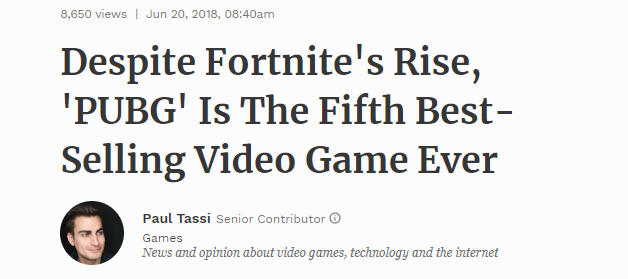 8,650 views | Jun 20, 2018, 08:40am
Despite Fortnite's Rise,
'PUBG' Is The Fifth Best-
Selling Video Game Ever
Paul Tassi Senior Contributor
Games
News and opinion about video games, technology and the internet